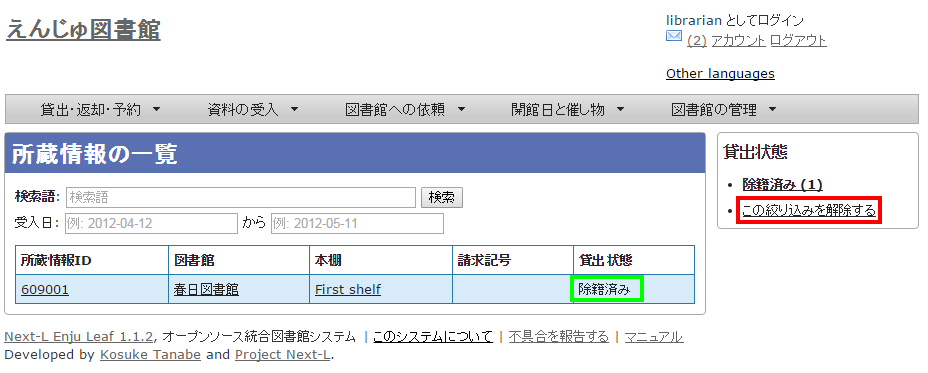 えんじゅ図書館
librarian としてログイン
(2) アカウント ログアウト
Other languages
貸出・返却・予約 ▼ 資料の受入 ▼ 図書館への依頼 ▼ 開館日と催し物 ▼ 図書館の管理 ▼
所蔵情報の一覧
検索語: 検索語 検索
受入日: 例: 2012-04-12 から 例: 2012-05-11
所蔵情報ID 図書館 本棚 請求記号 貸出状態
609001 春日図書館 First shelf 除籍済み
貸出状態
• 除籍済み (1)
• この絞り込みを解除する
Next-L Enju Leaf 1.1.2, オープンソース統合図書館システム | このシステムについて | 不具合を報告する | マニュアル
Developed by Kosuke Tanabe and Project Next-L.